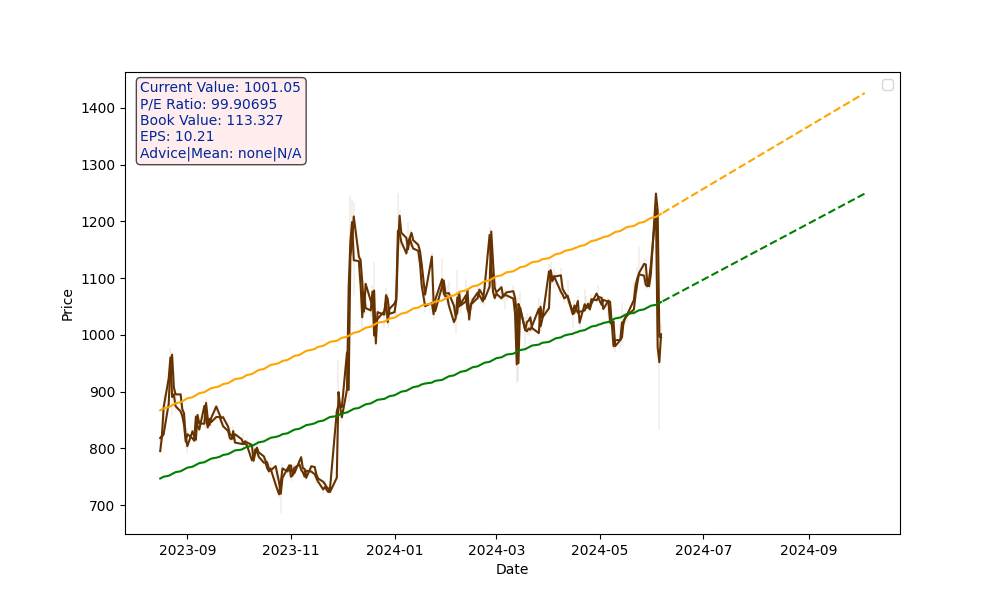 Current Value: 1001.05
P/E Ratio: 99.90695
Book Value: 113.327
EPS: 10.21
Advice|Mean: none|N/A
1400
1300
1200
1100
1000
900
800
700
Price
2023-09 2023-11 2024-01 2024-03 2024-05 2024-07 2024-09
Date